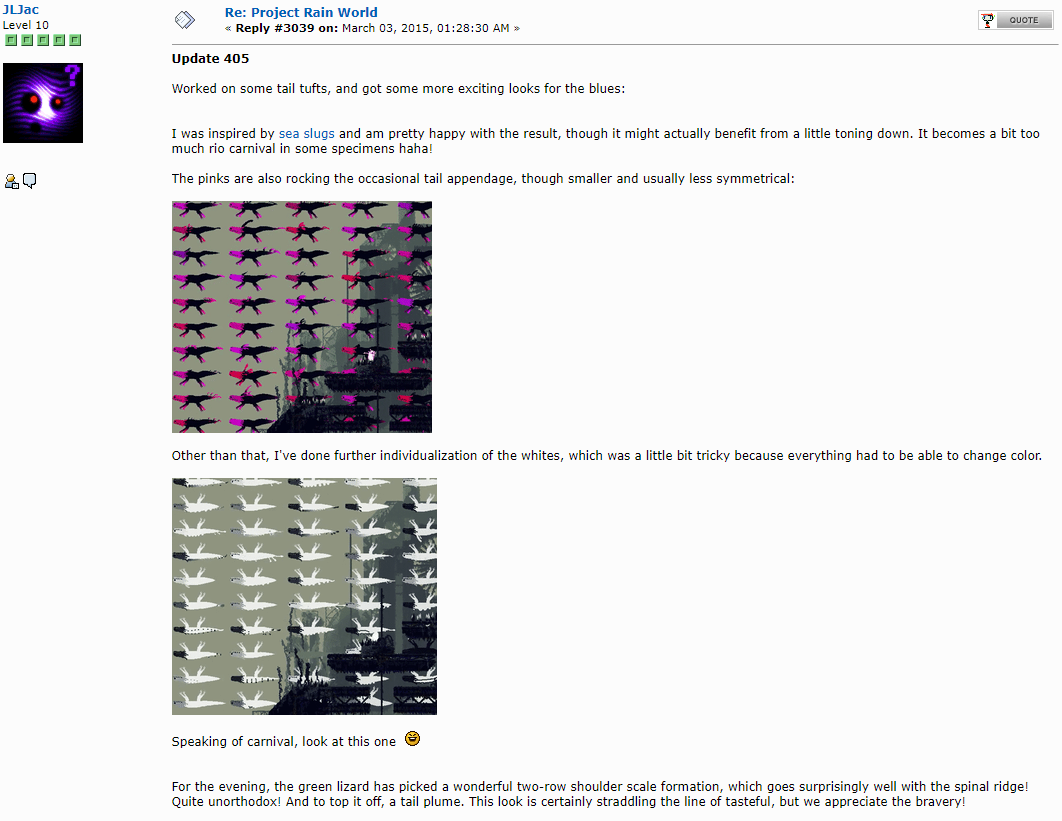 JLJac
Level 10
Re: Project Rain World
« Reply #3039 on: March 03, 2015, 01:28:30 AM »
QUOTE
Update 405
Worked on some tail tufts, and got some more exciting looks for the blues:
I was inspired by sea slugs and am pretty happy with the result, though it might actually benefit from a little toning down. It becomes a bit too
much rio carnival in some specimens haha!
The pinks are also rocking the occasional tail appendage, though smaller and usually less symmetrical:
Other than that, I've done further individualization of the whites, which was a little bit tricky because everything had to be able to change color.
Speaking of carnival, look at this one
For the evening, the green lizard has picked a wonderful two-row shoulder scale formation, which goes surprisingly well with the spinal ridge!
Quite unorthodox! And to top it off, a tail plume. This look is certainly straddling the line of tasteful, but we appreciate the bravery!